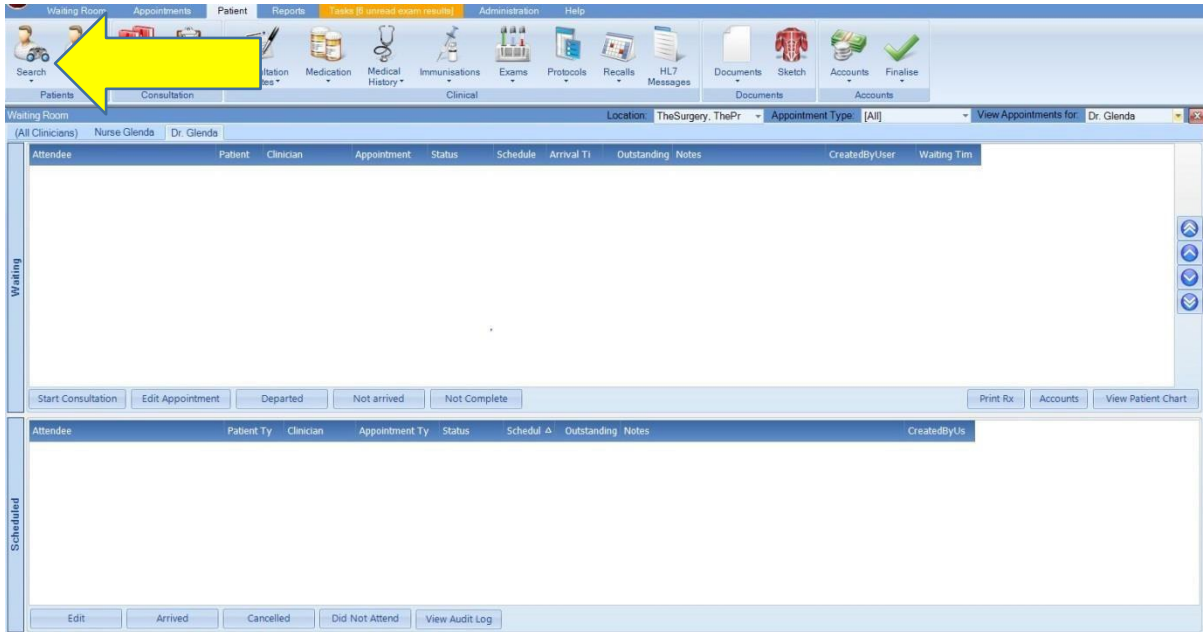 Waiting Room Appointments Patient Reports Tasks [6 unread exam results] Administration Help
Search Medication Medical History Immunisations Exams Protocols Recalls HL7 Messages Documents Sketch Accounts Finalise
Patients Consultation Clinical Documents Accounts
Waiting Room Location: TheSurgery, ThePr Appointment Type: [All] View Appointments for: Dr. Glenda
(All Clinicians) Nurse Glenda Dr. Glenda
Attendee Patient Clinician Appointment Status Schedule Arrival Ti Outstanding Notes CreatedByUser Waiting Tim
Waiting
Start Consultation Edit Appointment Departed Not arrived Not Complete Print Rx Accounts View Patient Chart
Attendee Patient Ty Clinician Appointment Ty Status Schedul Outstanding Notes CreatedByUs
Scheduled
Edit Arrived Cancelled Did Not Attend View Audit Log